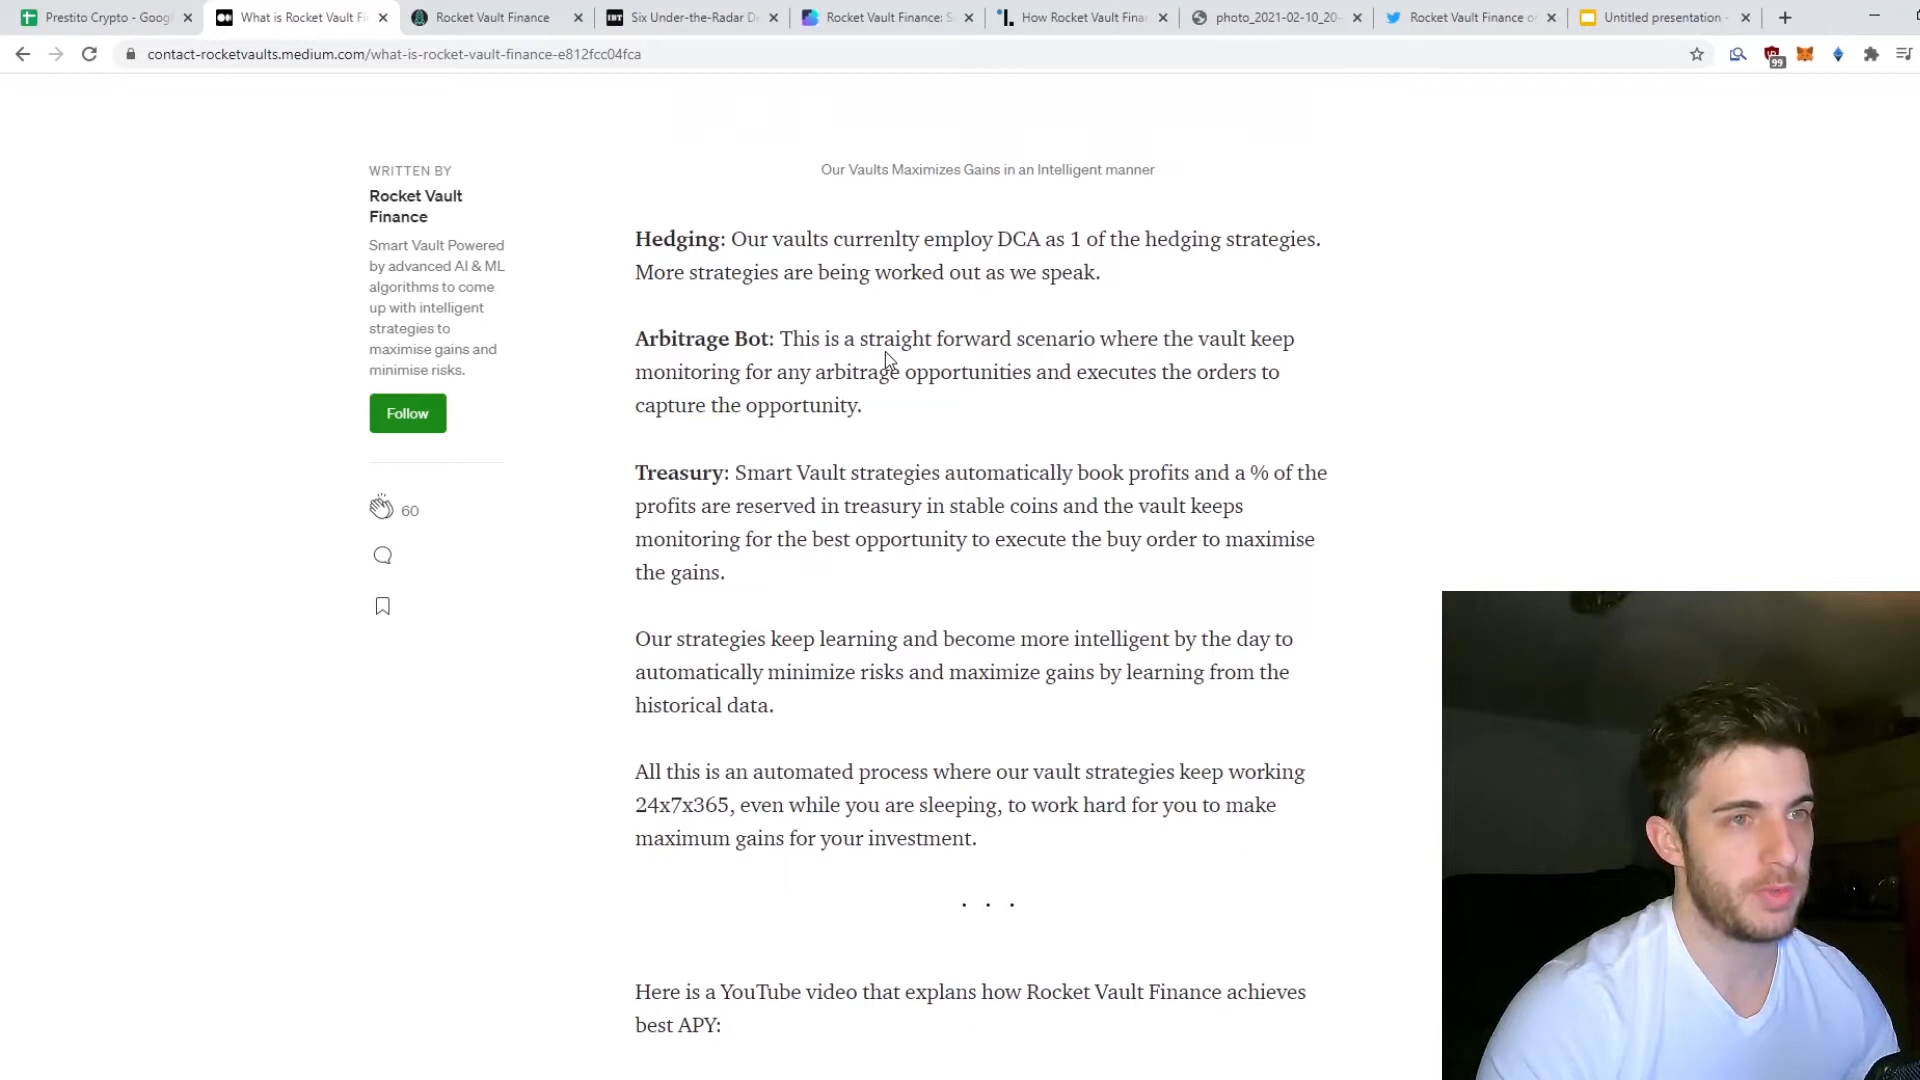 Prestito Crypto - Googl
What is Rocket Vault Fi
Rocket Vault Finance
Six Under-the-Radar D
Rocket Vault Finance: S
How Rocket Vault Fina
photo_2021-02-10_20-
Rocket Vault Finance o
Untitled presentation -
contact-rocketvaults.medium.com/what-is-rocket-vault-finance-e812fcc04fca
99
WRITTEN BY
Rocket Vault
Finance
Smart Vault Powered
by advanced AI & ML
algorithms to come
up with intelligent
strategies to
maximise gains and
minimise risks.
Follow
60
Our Vaults Maximizes Gains in an Intelligent manner
Hedging: Our vaults currenlty employ DCA as 1 of the hedging strategies.
More strategies are being worked out as we speak.
Arbitrage Bot: This is a straight forward scenario where the vault keep
monitoring for any arbitrage opportunities and executes the orders to
capture the opportunity.
Treasury: Smart Vault strategies automatically book profits and a % of the
profits are reserved in treasury in stable coins and the vault keeps
monitoring for the best opportunity to execute the buy order to maximise
the gains.
Our strategies keep learning and become more intelligent by the day to
automatically minimize risks and maximize gains by learning from the
historical data.
All this is an automated process where our vault strategies keep working
24x7x365, even while you are sleeping, to work hard for you to make
maximum gains for your investment.
. . .
Here is a YouTube video that explans how Rocket Vault Finance achieves
best APY: